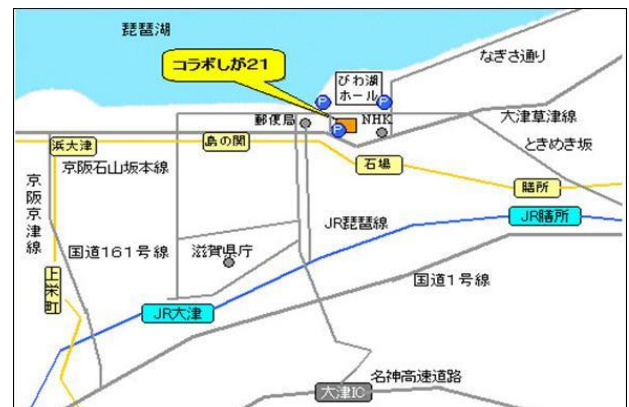 琵琶湖
コラボしが21
びわ湖
ホール
なぎさ通り
P
P
郵便局
P
NHK
大津草津線
ときめき坂
浜大津
島の関
石場
膳所
京阪石山坂本線
京阪京津線
JR琵琶線
JR膳所
国道161号線
滋賀県庁
上栄町
国道1号線
JR大津
名神高速道路
大津IC